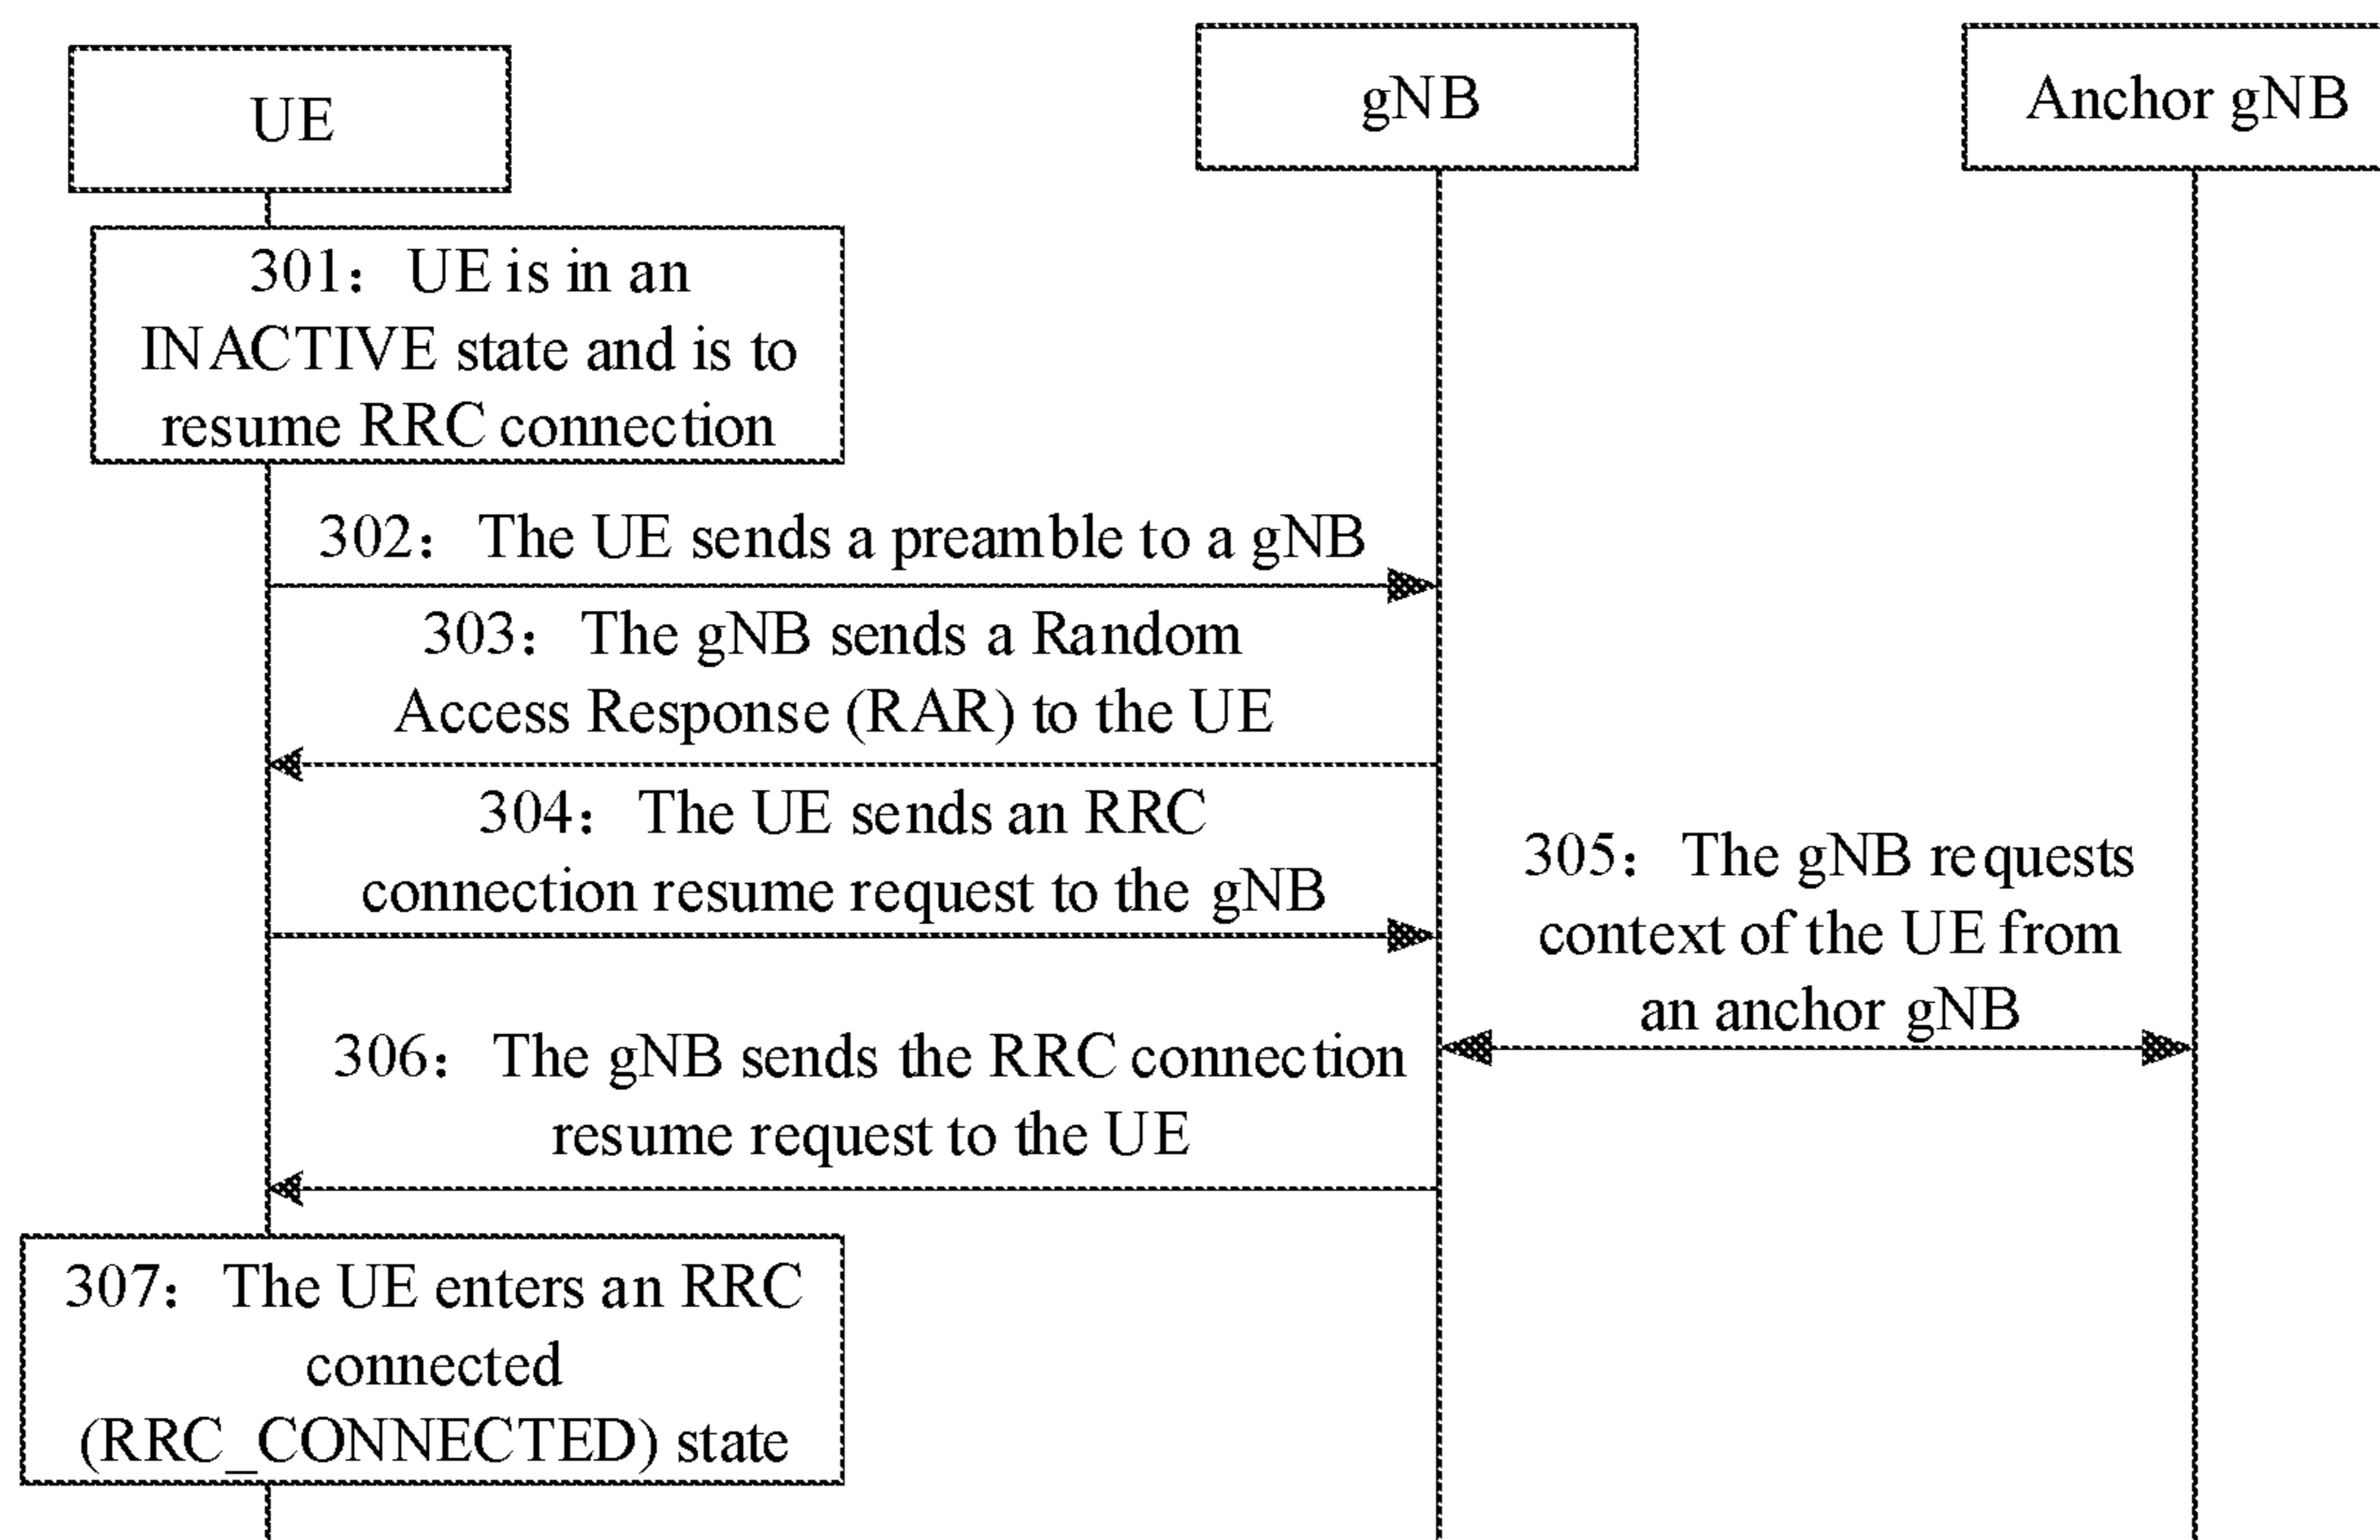 UE
gNB
Anchor gNB
301：UE is in an
INACTIVE state and is to
resume RRC connection
302：The UE sends a preamble to a gNB
303：The gNB sends a Random
Access Response (RAR) to the UE
304：The UE sends an RRC
connection resume request to the gNB
305：The gNB requests
context of the UE from
an anchor gNB
306：The gNB sends the RRC connection
resume request to the UE
307：The UE enters an RRC
connected
(RRC_CONNECTED) state